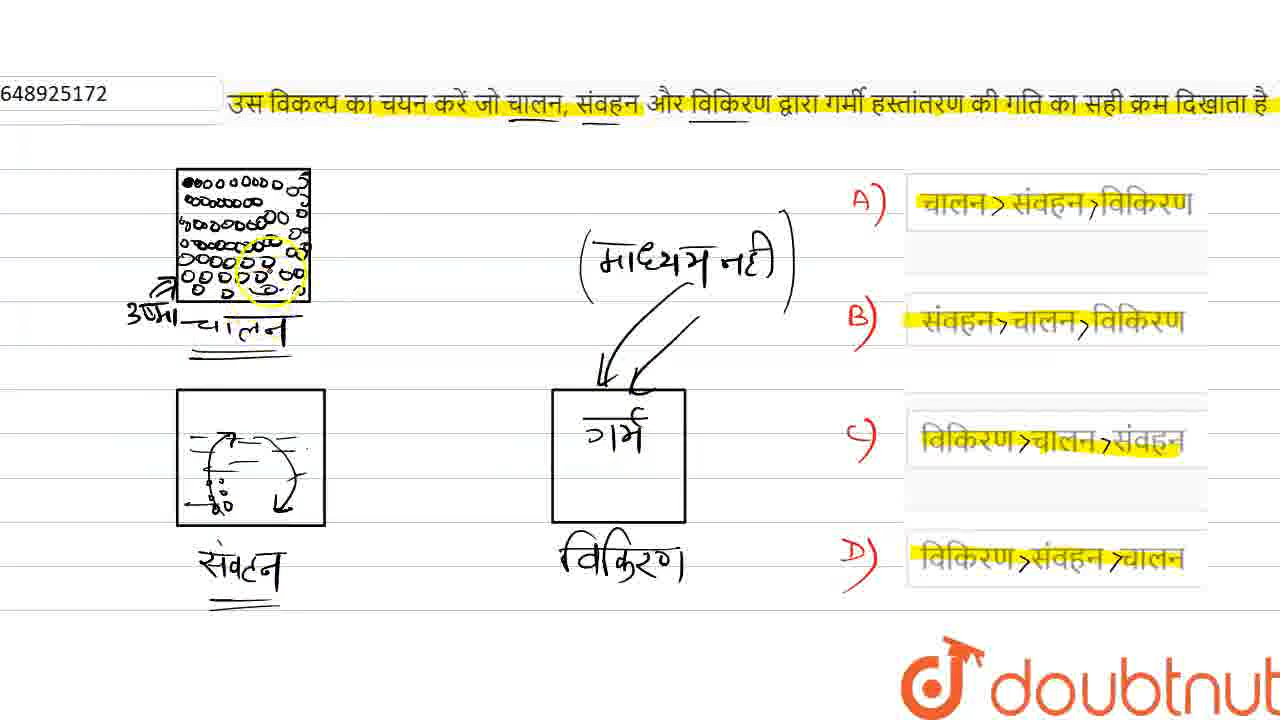 648925172
उस विकल्प का चयन करें जो चालन, संवहन और विकिरण द्वारा गर्मी हस्तांतरण की गति का सही क्रम दिखाता है
A) चालन > संवहन > विकिरण
(माध्यम नही)
B) संवहन > चालन > विकिरण
उष्मा
चालन
गर्म
C) विकिरण > चालन > संवहन
D) विकिरण > संवहन > चालन
संवहन
विकिरण
doubtnut